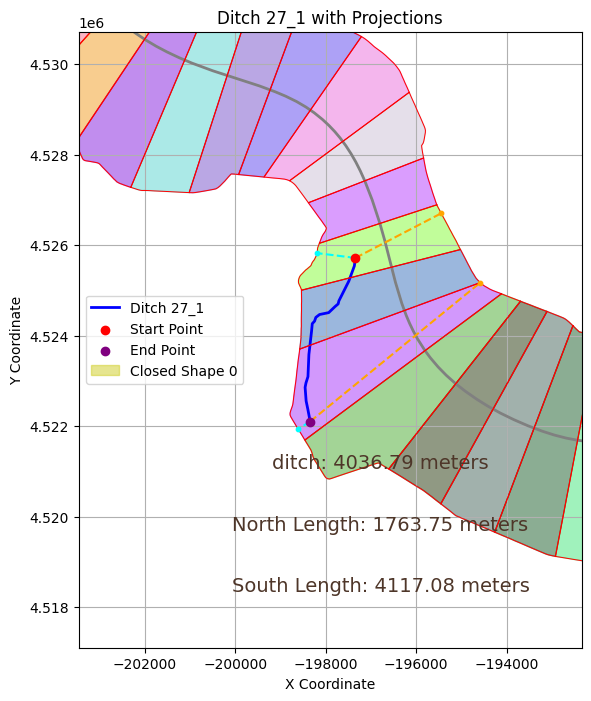 Ditch 27_1 with Projections
1e6
4.530
4.528
4.526
4.524
4.522
4.520
4.518
Y Coordinate
Ditch 27_1
Start Point
End Point
Closed Shape 0
ditch: 4036.79 meters
North Length: 1763.75 meters
South Length: 4117.08 meters
−202000 −200000 −198000 −196000 −194000
X Coordinate